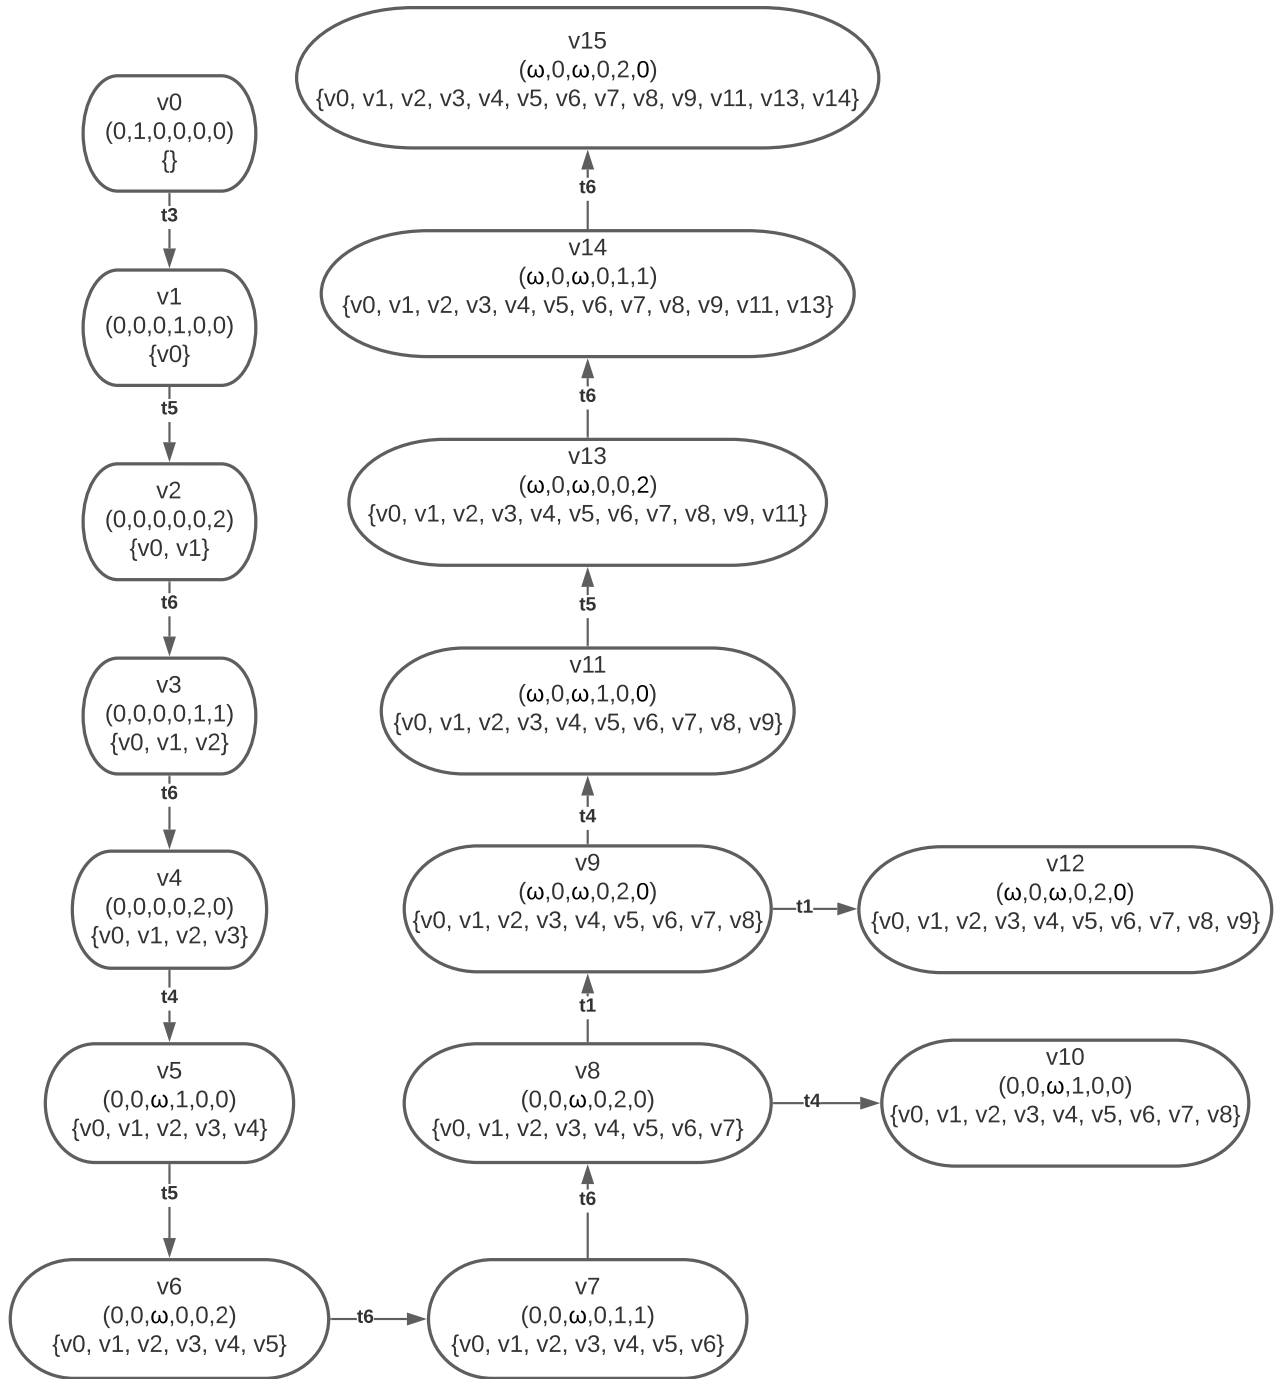 v0
(0,1,0,0,0,0)
{}
t3
v1
(0,0,0,1,0,0)
{v0}
t5
v2
(0,0,0,0,0,2)
{v0, v1}
t6
v3
(0,0,0,0,1,1)
{v0, v1, v2}
t6
v4
(0,0,0,0,2,0)
{v0, v1, v2, v3}
t4
v5
(0,0,ω,1,0,0)
{v0, v1, v2, v3, v4}
t5
v6
(0,0,ω,0,0,2)
{v0, v1, v2, v3, v4, v5}
t6
v7
(0,0,ω,0,1,1)
{v0, v1, v2, v3, v4, v5, v6}
t6
v8
(0,0,ω,0,2,0)
{v0, v1, v2, v3, v4, v5, v6, v7}
t4
v10
(0,0,ω,1,0,0)
{v0, v1, v2, v3, v4, v5, v6, v7, v8}
t1
v9
(ω,0,ω,0,2,0)
{v0, v1, v2, v3, v4, v5, v6, v7, v8}
t1
v12
(ω,0,ω,0,2,0)
{v0, v1, v2, v3, v4, v5, v6, v7, v8, v9}
t4
v11
(ω,0,ω,1,0,0)
{v0, v1, v2, v3, v4, v5, v6, v7, v8, v9}
t5
v13
(ω,0,ω,0,0,2)
{v0, v1, v2, v3, v4, v5, v6, v7, v8, v9, v11}
t6
v14
(ω,0,ω,0,1,1)
{v0, v1, v2, v3, v4, v5, v6, v7, v8, v9, v11, v13}
t6
v15
(ω,0,ω,0,2,0)
{v0, v1, v2, v3, v4, v5, v6, v7, v8, v9, v11, v13, v14}